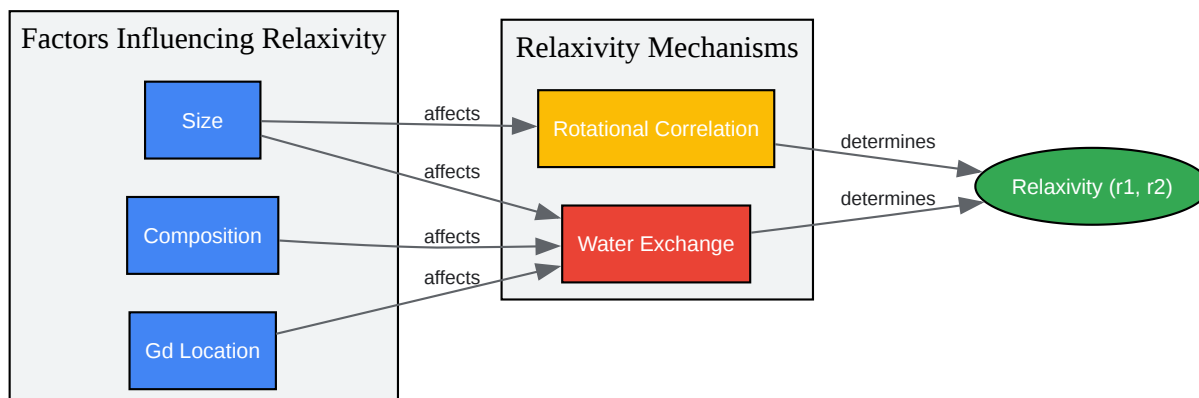 Factors Influencing Relaxivity
Size
Composition
Gd Location
affects
affects
affects
affects
Relaxivity Mechanisms
Rotational Correlation
Water Exchange
determines
determines
Relaxivity (r1, r2)